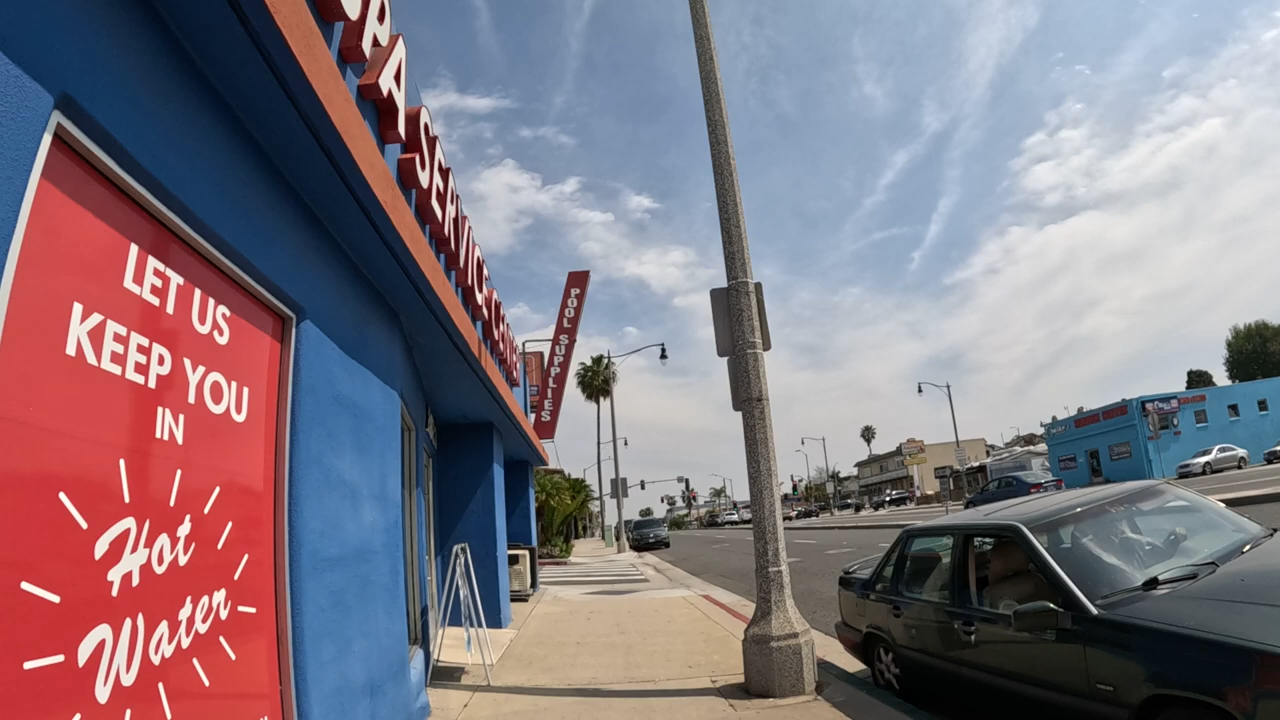 SPA SERVICE CENTER
POOL SUPPLIES
LET US
KEEP YOU
IN
Hot
Water